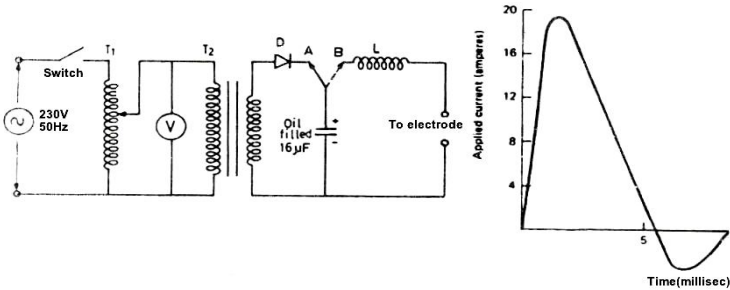 T1
T2
D
A
B
L
Switch
230V
50Hz
V
Oil
filled
16μF
+
-
To electrode
Applied current (amperes)
20
16
12
8
4
5
Time(millisec)